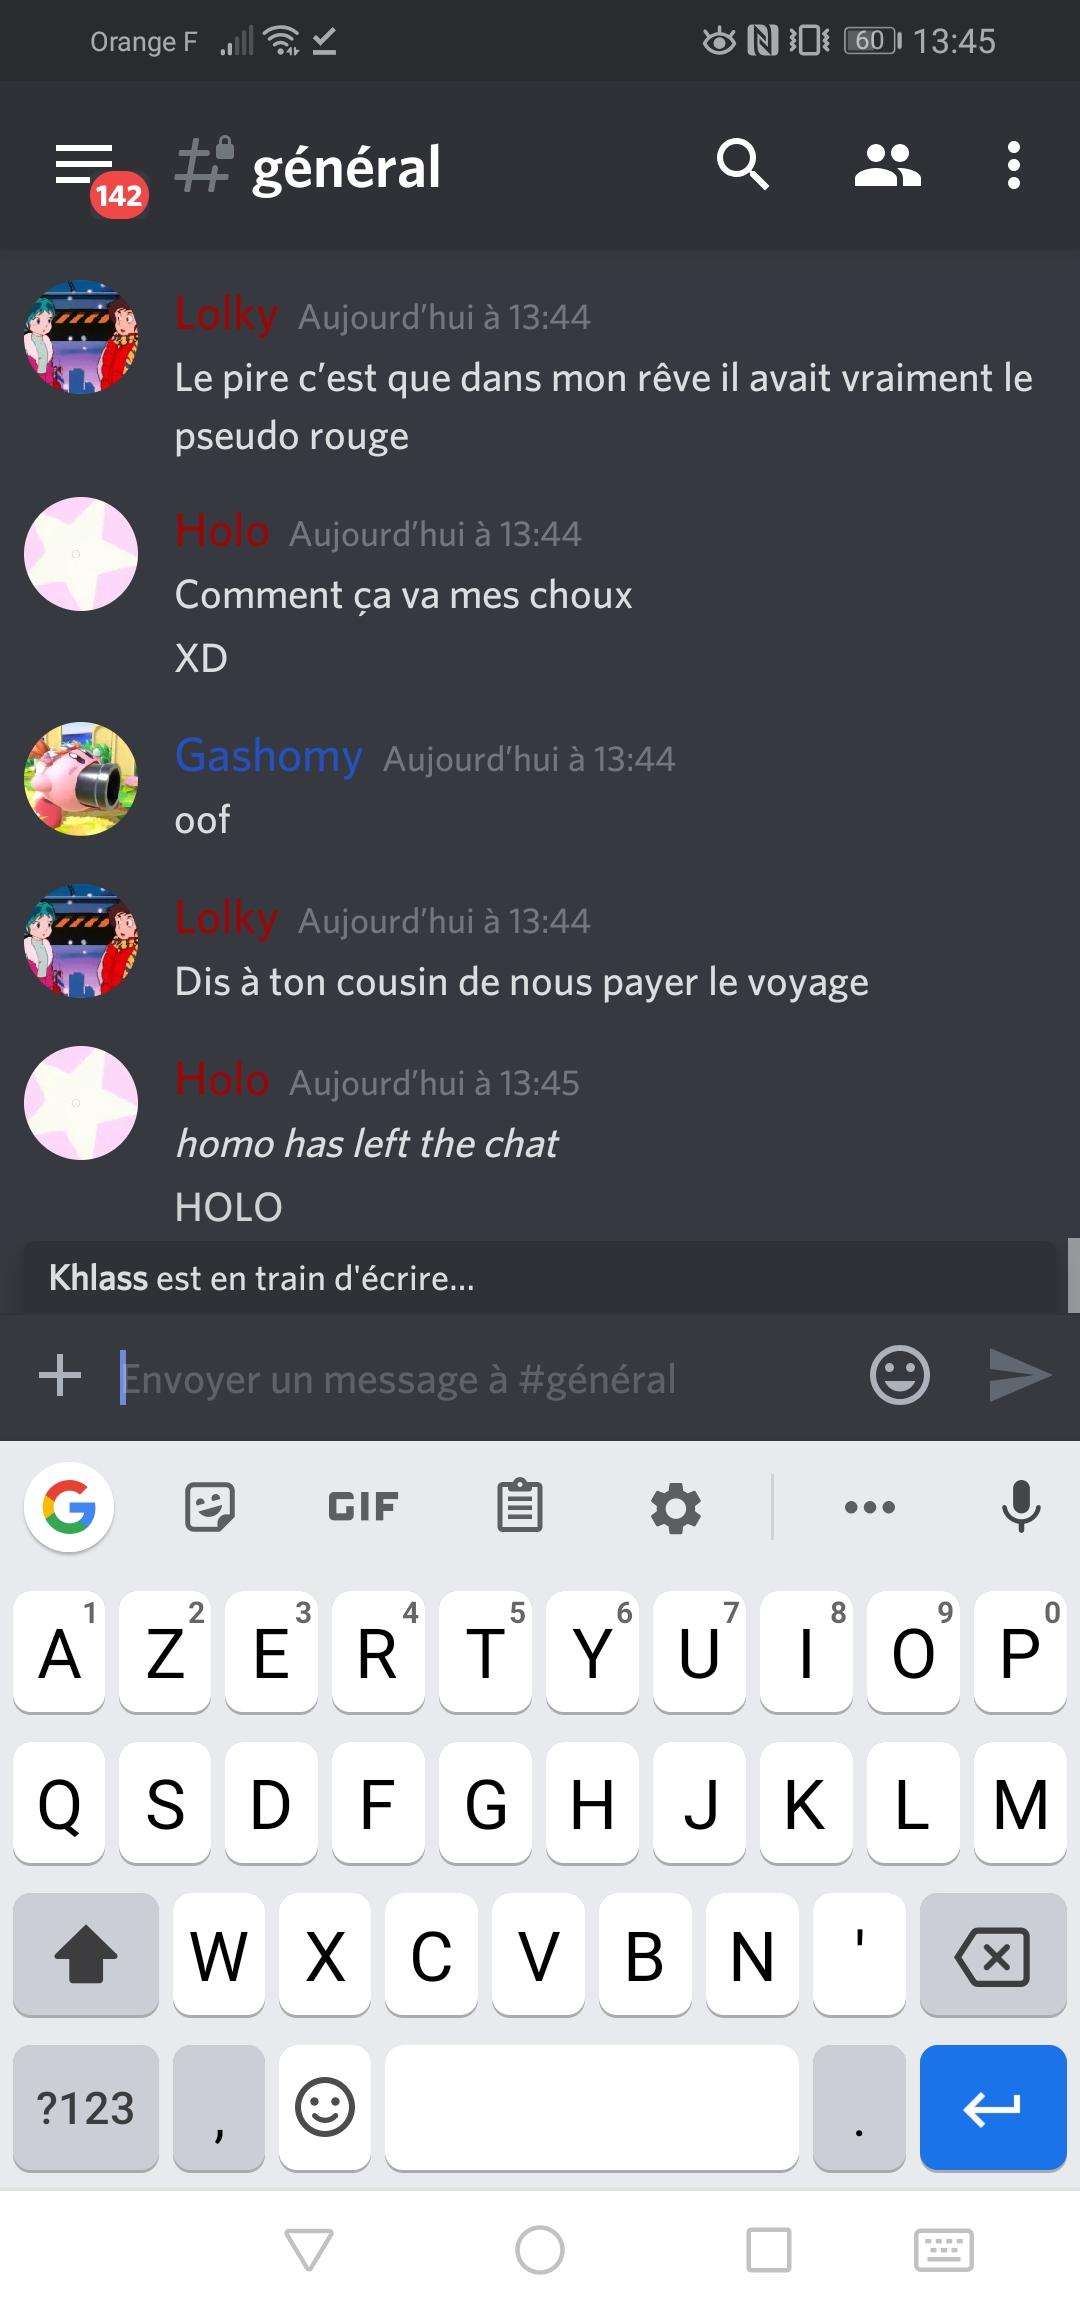 Orange F 60 13:45
142 # général
Lolky Aujourd’hui à 13:44
Le pire c’est que dans mon rêve il avait vraiment le
pseudo rouge
Holo Aujourd’hui à 13:44
Comment ça va mes choux
XD
Gashomy Aujourd’hui à 13:44
oof
Lolky Aujourd’hui à 13:44
Dis à ton cousin de nous payer le voyage
Holo Aujourd’hui à 13:45
homo has left the chat
HOLO
Khlass est en train d'écrire...
Envoyer un message à #général
G GIF
1 2 3 4 5 6 7 8 9 0
A Z E R T Y U I O P
Q S D F G H J K L M
W X C V B N '
?123 , .